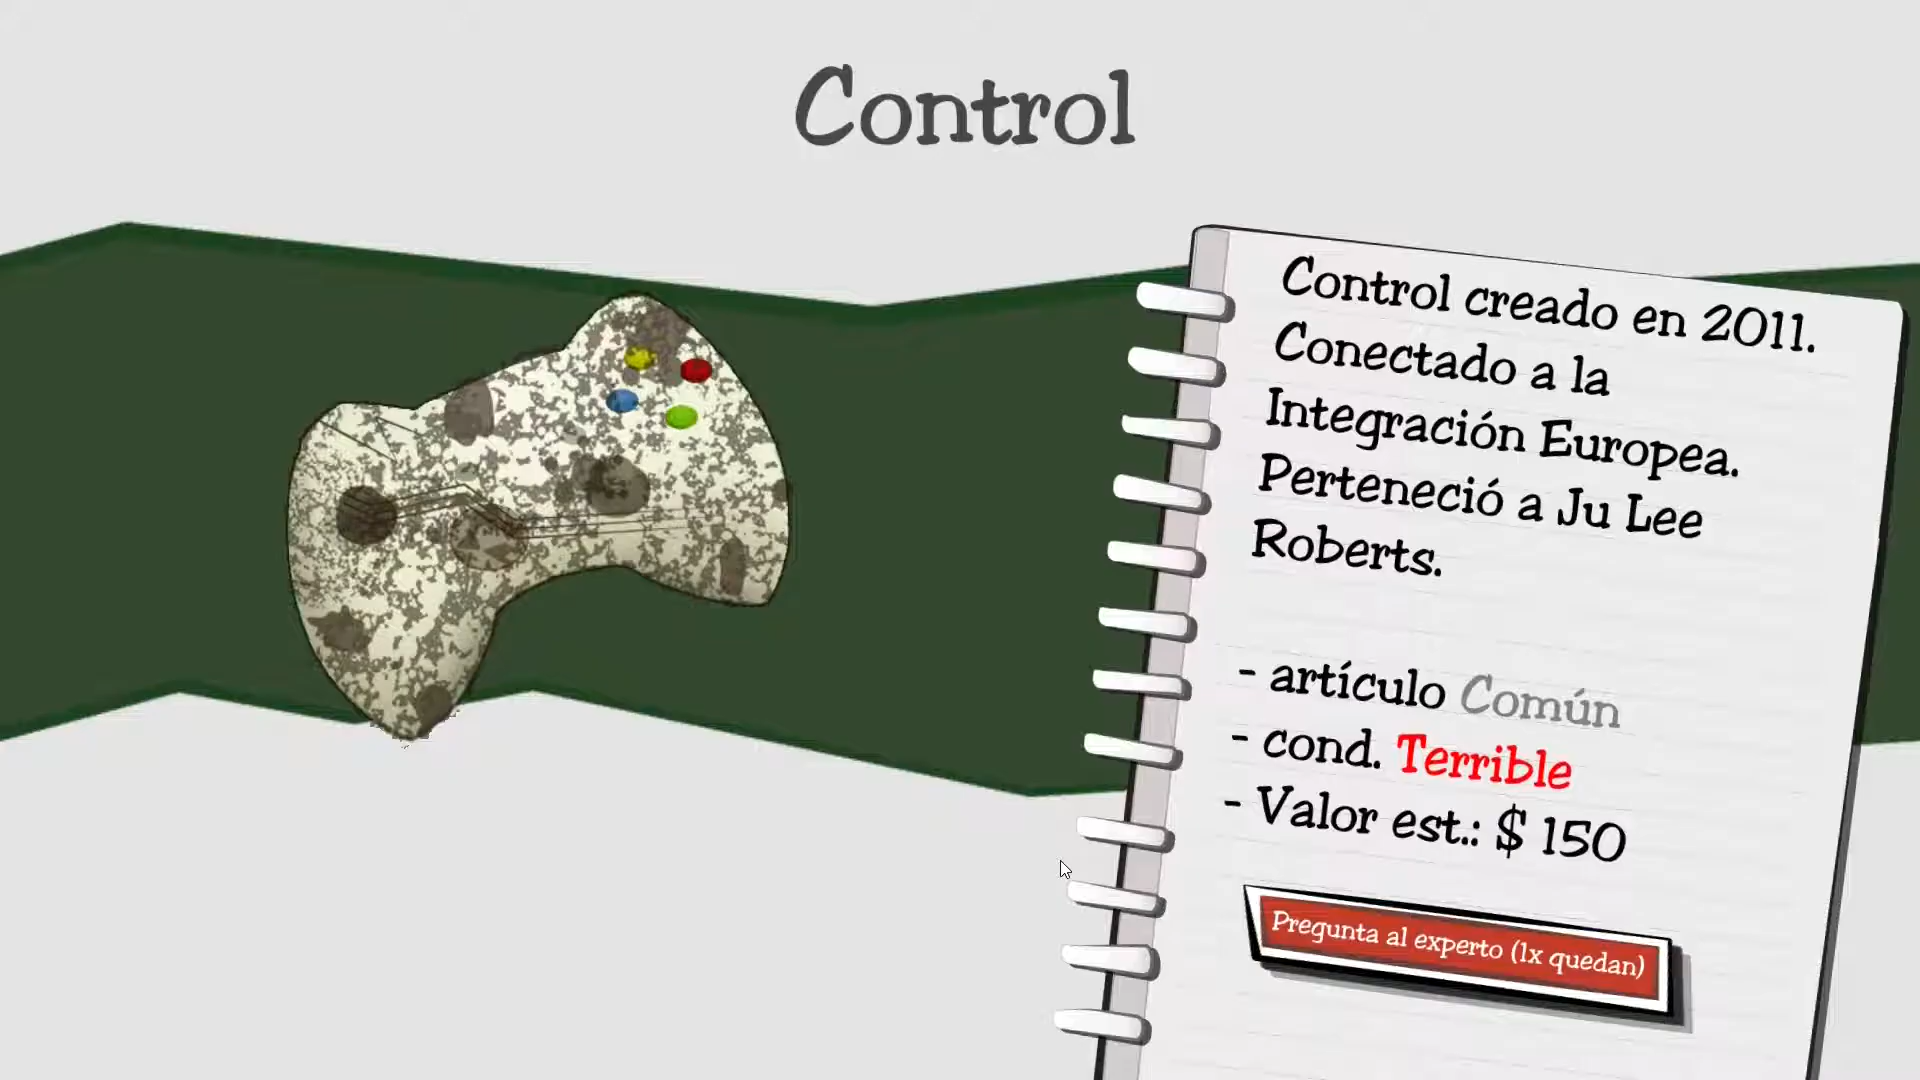 Control
Control creado en 2011.
Conectado a la
Integración Europea.
Perteneció a Ju Lee
Roberts.
- artículo Común
- cond. Terrible
- Valor est.: $ 150
Pregunta al experto (1x quedan)